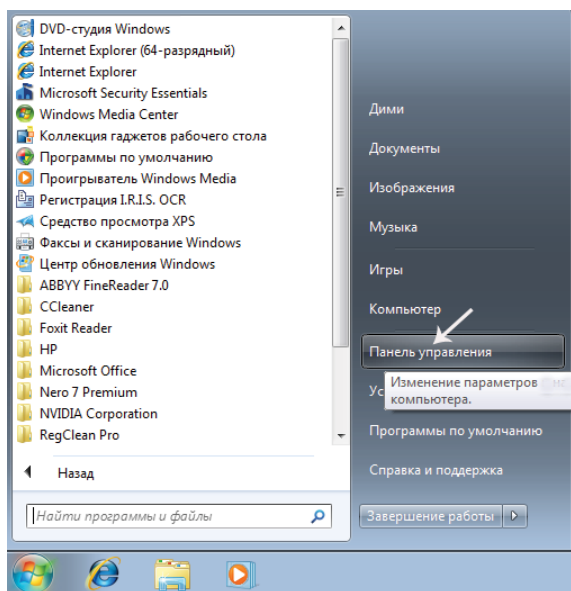 DVD-студия Windows
Internet Explorer (64-разрядный)
Internet Explorer
Microsoft Security Essentials
Windows Media Center
Коллекция гаджетов рабочего стола
Программы по умолчанию
Проигрыватель Windows Media
Регистрация I.R.I.S. OCR
Средство просмотра XPS
Факсы и сканирование Windows
Центр обновления Windows
ABBYY FineReader 7.0
CCleaner
Foxit Reader
HP
Microsoft Office
Nero 7 Premium
NVIDIA Corporation
RegClean Pro
Назад
Найти программы и файлы
Дими
Документы
Изображения
Музыка
Игры
Компьютер
Панель управления
Ус
Изменение параметров
компьютера.
Программы по умолчанию
Справка и поддержка
Завершение работы